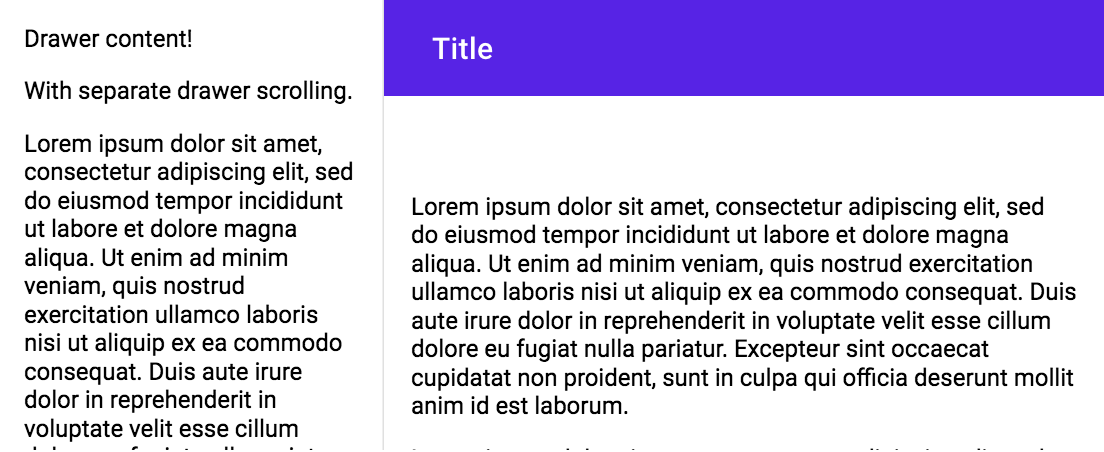 Drawer content!
With separate drawer scrolling.
Lorem ipsum dolor sit amet,
consectetur adipiscing elit, sed
do eiusmod tempor incididunt
ut labore et dolore magna
aliqua. Ut enim ad minim
veniam, quis nostrud
exercitation ullamco laboris
nisi ut aliquip ex ea commodo
consequat. Duis aute irure
dolor in reprehenderit in
voluptate velit esse cillum
Title
Lorem ipsum dolor sit amet, consectetur adipiscing elit, sed
do eiusmod tempor incididunt ut labore et dolore magna
aliqua. Ut enim ad minim veniam, quis nostrud exercitation
ullamco laboris nisi ut aliquip ex ea commodo consequat. Duis
aute irure dolor in reprehenderit in voluptate velit esse cillum
dolore eu fugiat nulla pariatur. Excepteur sint occaecat
cupidatat non proident, sunt in culpa qui officia deserunt mollit
anim id est laborum.